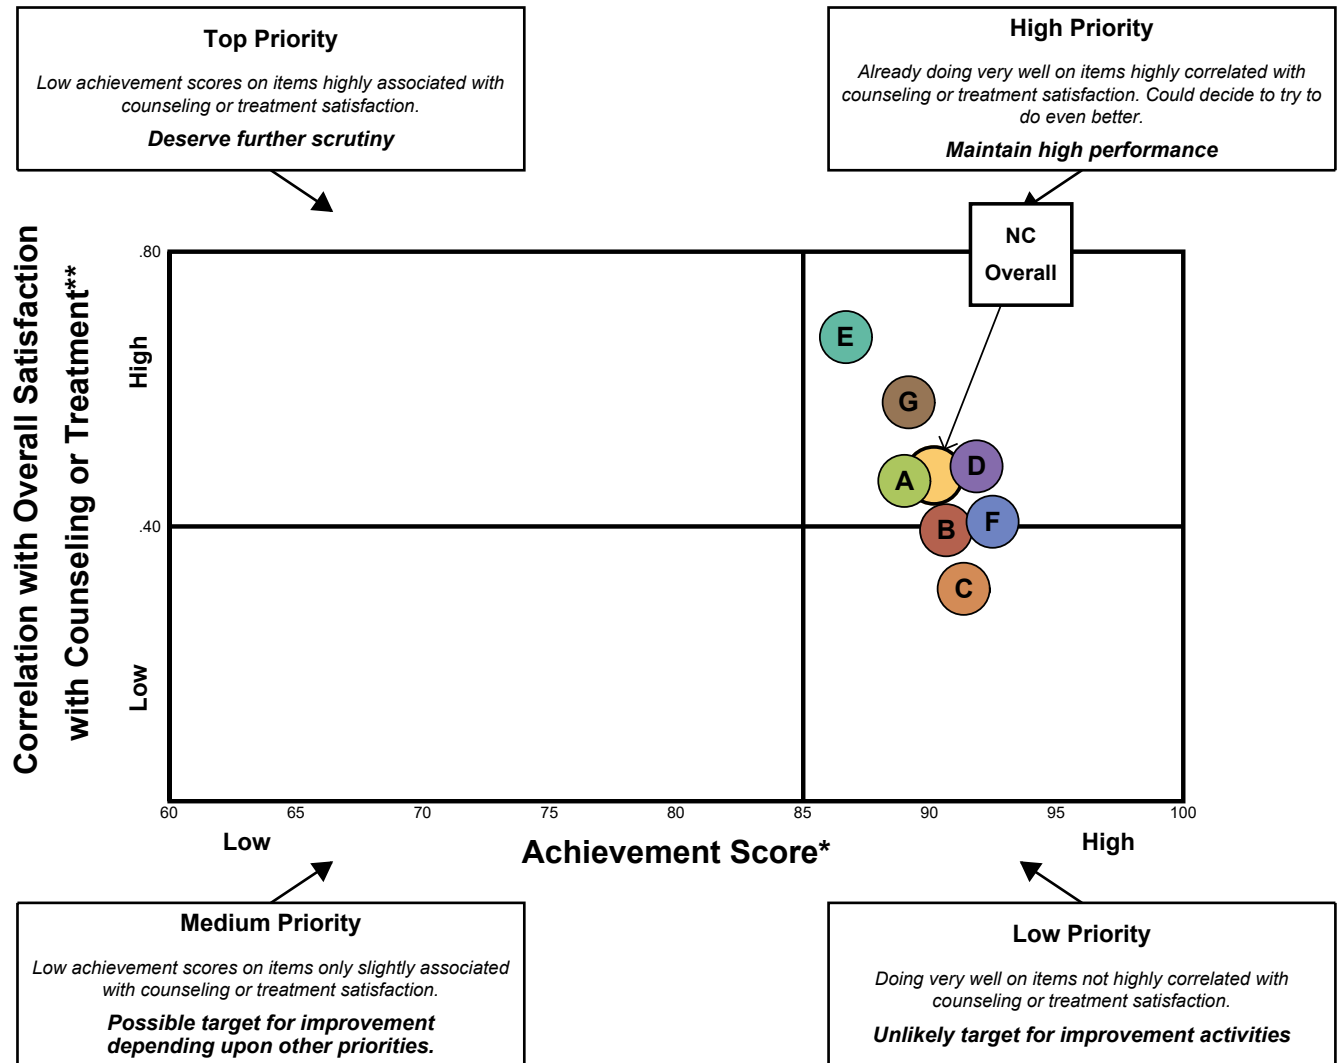 Top Priority
Low achievement scores on items highly associated with
counseling or treatment satisfaction.
Deserve further scrutiny
High Priority
Already doing very well on items highly correlated with
counseling or treatment satisfaction. Could decide to try to
do even better.
Maintain high performance
NC
Overall
Correlation with Overall Satisfaction
with Counseling or Treatment**
High
Low
.80
.40
E
G
A
D
B
F
C
60
65
70
75
80
85
90
95
100
Low
Achievement Score*
High
Medium Priority
Low achievement scores on items only slightly associated
with counseling or treatment satisfaction.
Possible target for improvement
depending upon other priorities.
Low Priority
Doing very well on items not highly correlated with
counseling or treatment satisfaction.
Unlikely target for improvement activities